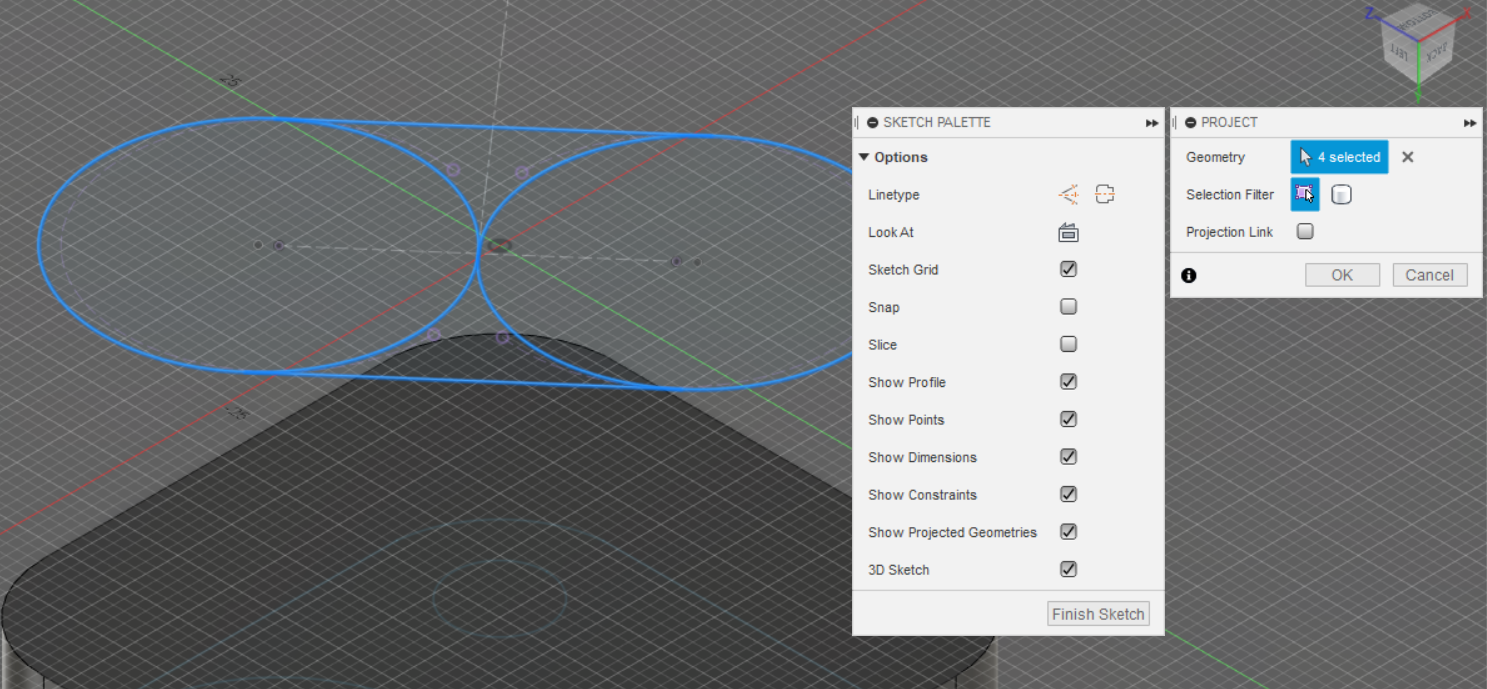 25
-25
Z
X
BOTTOM
LEFT
BACK
SKETCH PALETTE
Options
Linetype
Look At
Sketch Grid
Snap
Slice
Show Profile
Show Points
Show Dimensions
Show Constraints
Show Projected Geometries
3D Sketch
Finish Sketch
PROJECT
Geometry 4 selected
Selection Filter
Projection Link
OK Cancel